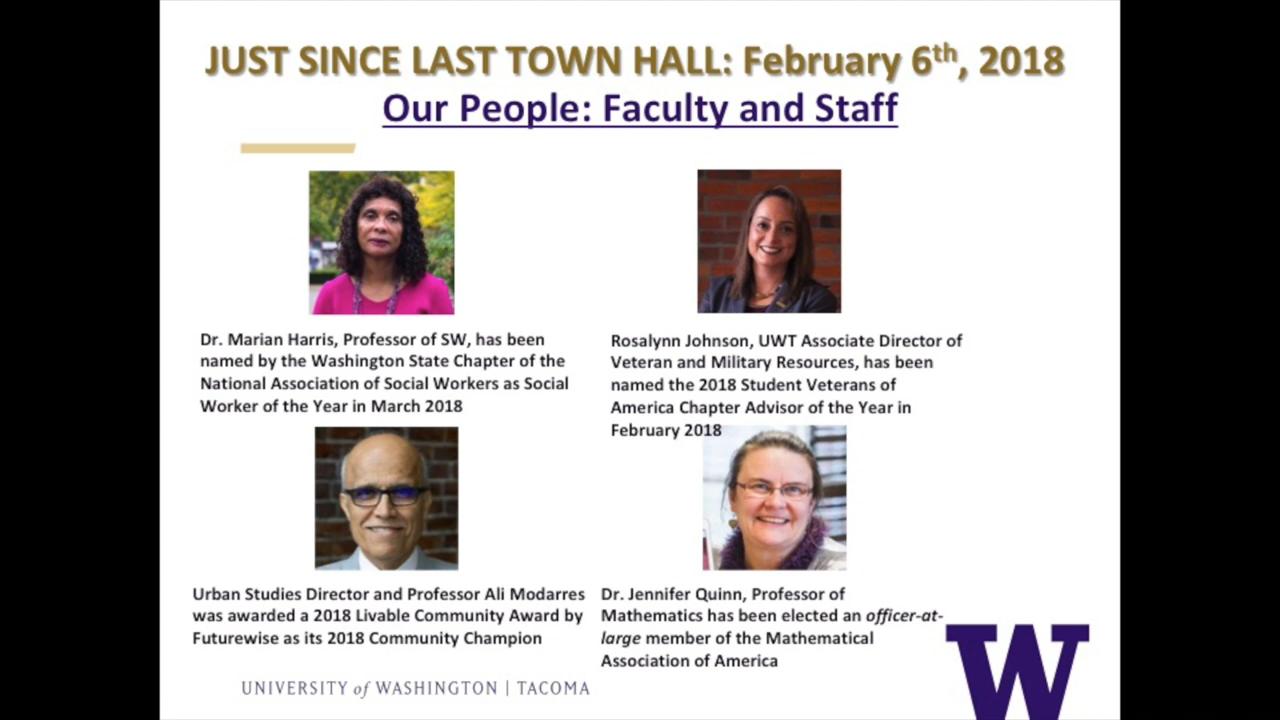 JUST SINCE LAST TOWN HALL: February 6th, 2018
Our People: Faculty and Staff
Dr. Marian Harris, Professor of SW, has been
named by the Washington State Chapter of the
National Association of Social Workers as Social
Worker of the Year in March 2018
Rosalynn Johnson, UWT Associate Director of
Veteran and Military Resources, has been
named the 2018 Student Veterans of
America Chapter Advisor of the Year in
February 2018
Urban Studies Director and Professor Ali Modarres
was awarded a 2018 Livable Community Award by
Futurewise as its 2018 Community Champion
Dr. Jennifer Quinn, Professor of
Mathematics has been elected an officer-at-
large member of the Mathematical
Association of America
UNIVERSITY of WASHINGTON | TACOMA
W